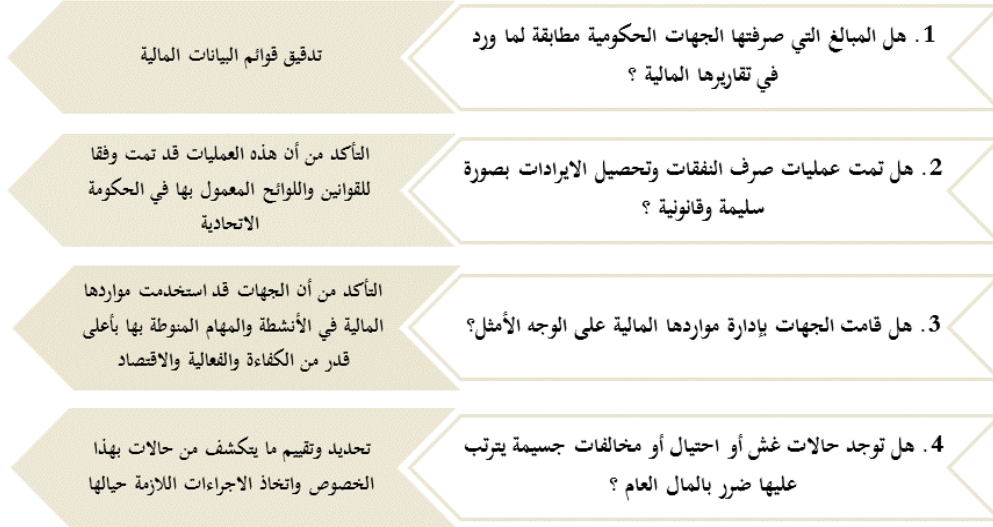 1. هل المبالغ التي صرفتها الجهات الحكومية مطابقة لما ورد
في تقاريرها المالية ؟
تدقيق قوائم البيانات المالية
2. هل تمت عمليات صرف النفقات وتحصيل الايرادات بصورة
سليمة وقانونية ؟
التأكد من أن هذه العمليات قد تمت وفقا
للقوانين واللوائح المعمول بها في الحكومة
الاتحادية
3. هل قامت الجهات بإدارة مواردها المالية على الوجه الأمثل؟
التأكد من أن الجهات قد استخدمت مواردها
المالية في الأنشطة والمهام المنوطة بها بأعلى
قدر من الكفاءة والفعالية والاقتصاد
4. هل توجد حالات غش أو احتيال أو مخالفات جسيمة يترتب
عليها ضرر بالمال العام ؟
تحديد وتقييم ما يتكشف من حالات بهذا
الخصوص واتخاذ الاجراءات اللازمة حيالها